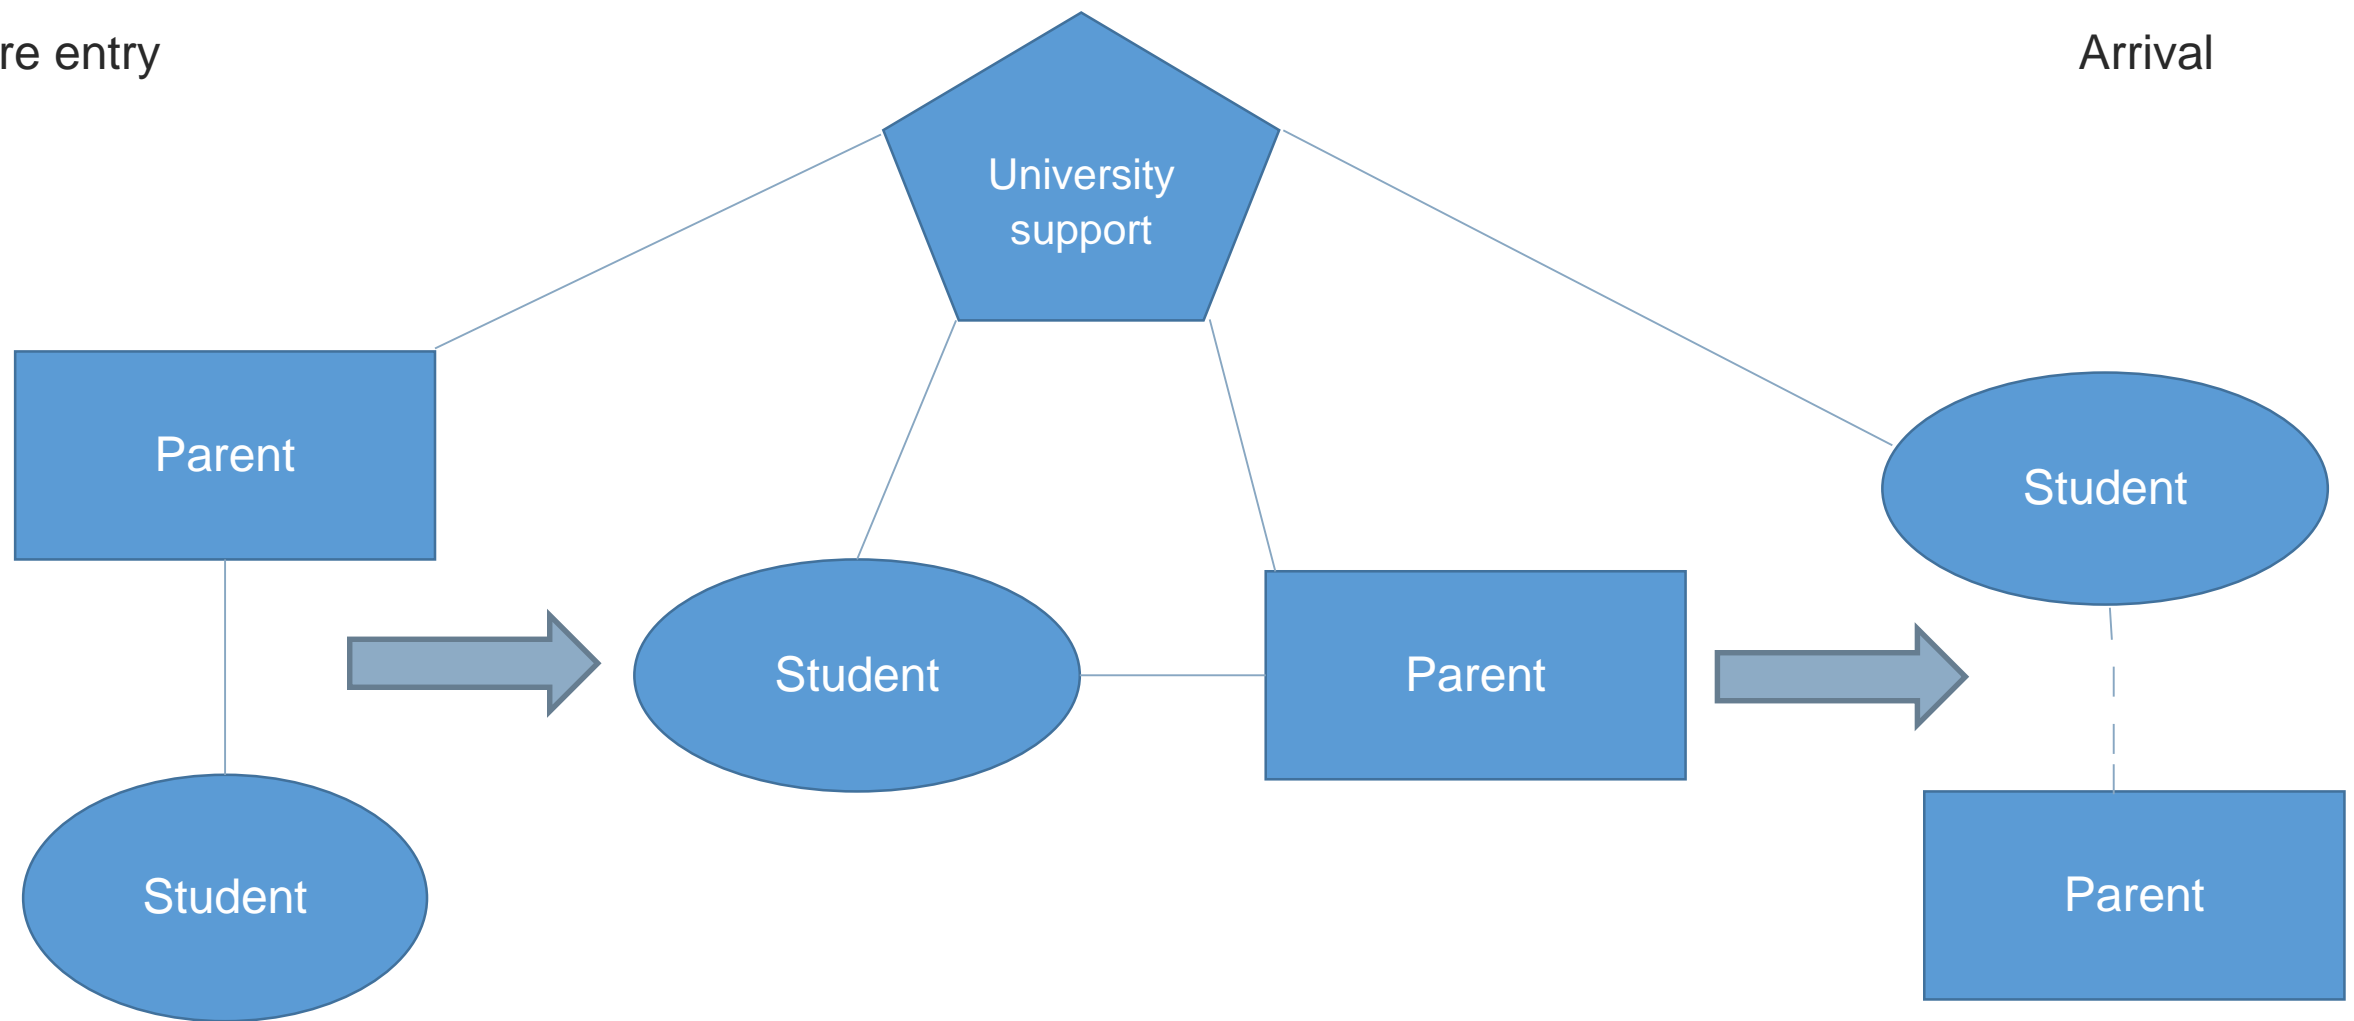 re entry
Arrival
University
support
Parent
Student
Student
Parent
Student
Parent